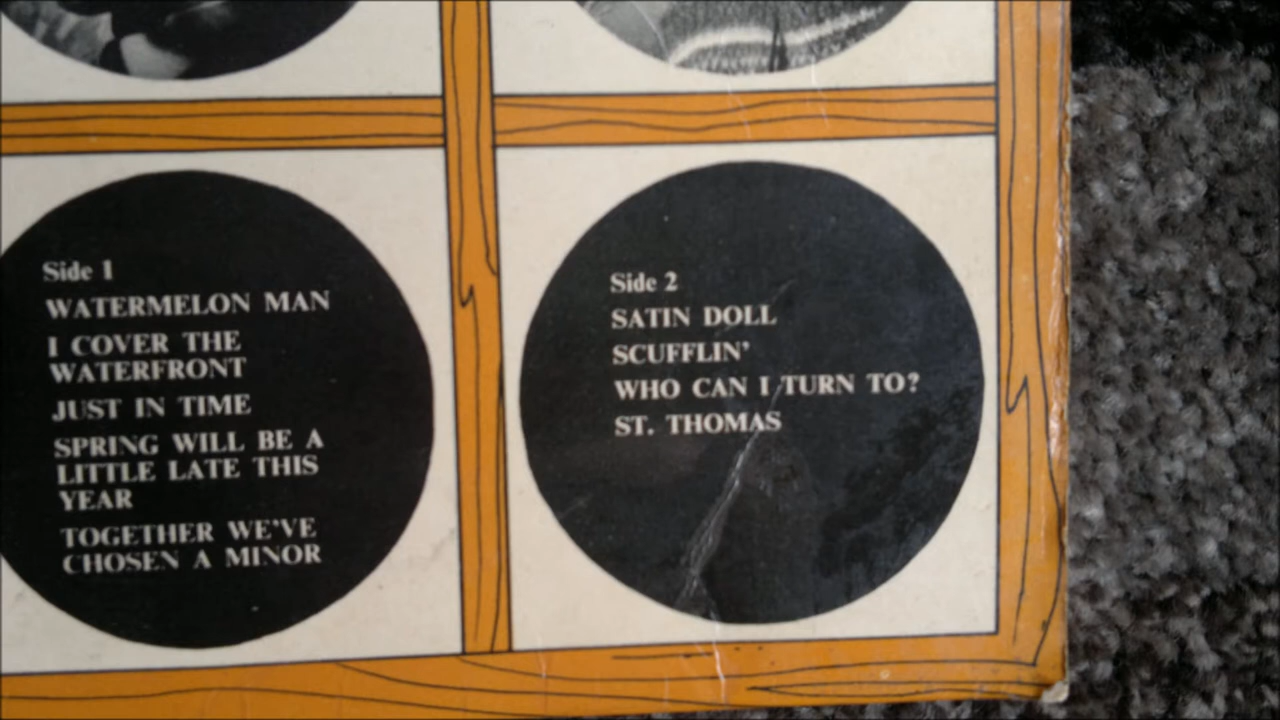 Side 1
WATERMELON MAN
I COVER THE
WATERFRONT
JUST IN TIME
SPRING WILL BE A
LITTLE LATE THIS
YEAR
TOGETHER WE'VE
CHOSEN A MINOR
Side 2
SATIN DOLL
SCUFFLIN'
WHO CAN I TURN TO?
ST. THOMAS